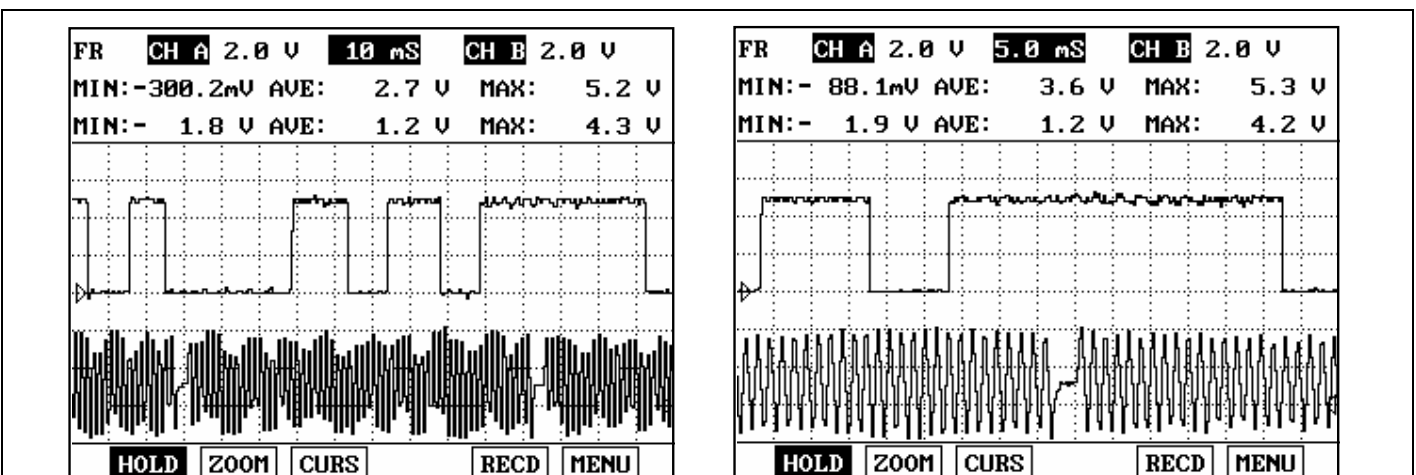 FR CH A 2.0 V 10 mS CH B 2.0 V
MIN:-300.2mV AVE: 2.7 V MAX: 5.2 V
MIN:- 1.8 V AVE: 1.2 V MAX: 4.3 V
HOLD ZOOM CURS RECD MENU
FR CH A 2.0 V 5.0 mS CH B 2.0 V
MIN:- 88.1mV AVE: 3.6 V MAX: 5.3 V
MIN:- 1.9 V AVE: 1.2 V MAX: 4.2 V
HOLD ZOOM CURS RECD MENU